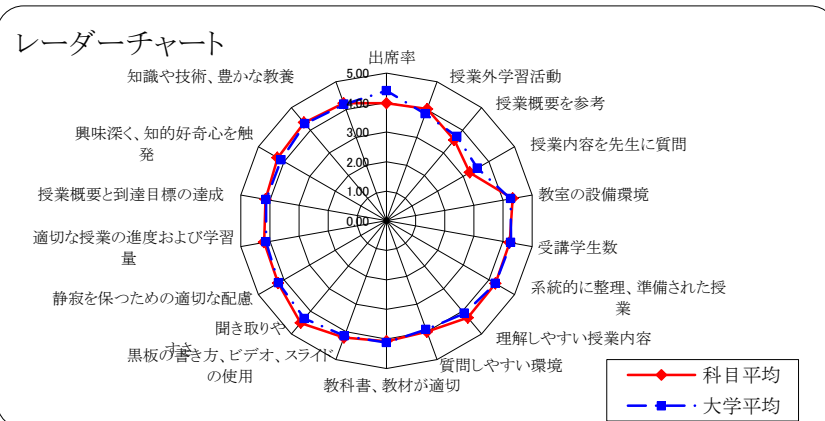 レーダーチャート
出席率
授業外学習活動
授業概要を参考
授業内容を先生に質問
教室の設備環境
受講学生数
系統的に整理、準備された授
業
理解しやすい授業内容
質問しやすい環境
教科書、教材が適切
黒板の書き方、ビデオ、スライド
の使用
聞き取りや
すさ
静寂を保つための適切な配慮
適切な授業の進度および学習
量
授業概要と到達目標の達成
興味深く、知的好奇心を触
発
知識や技術、豊かな教養
5.00
4.00
3.00
2.00
1.00
0.00
科目平均
大学平均